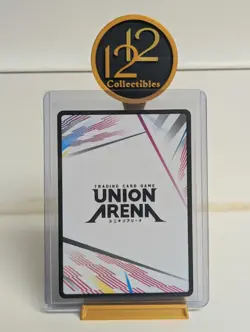 1212
Collectibles
TRADING CARD GAME
UNION
ARENA
ユニオンアリーナ